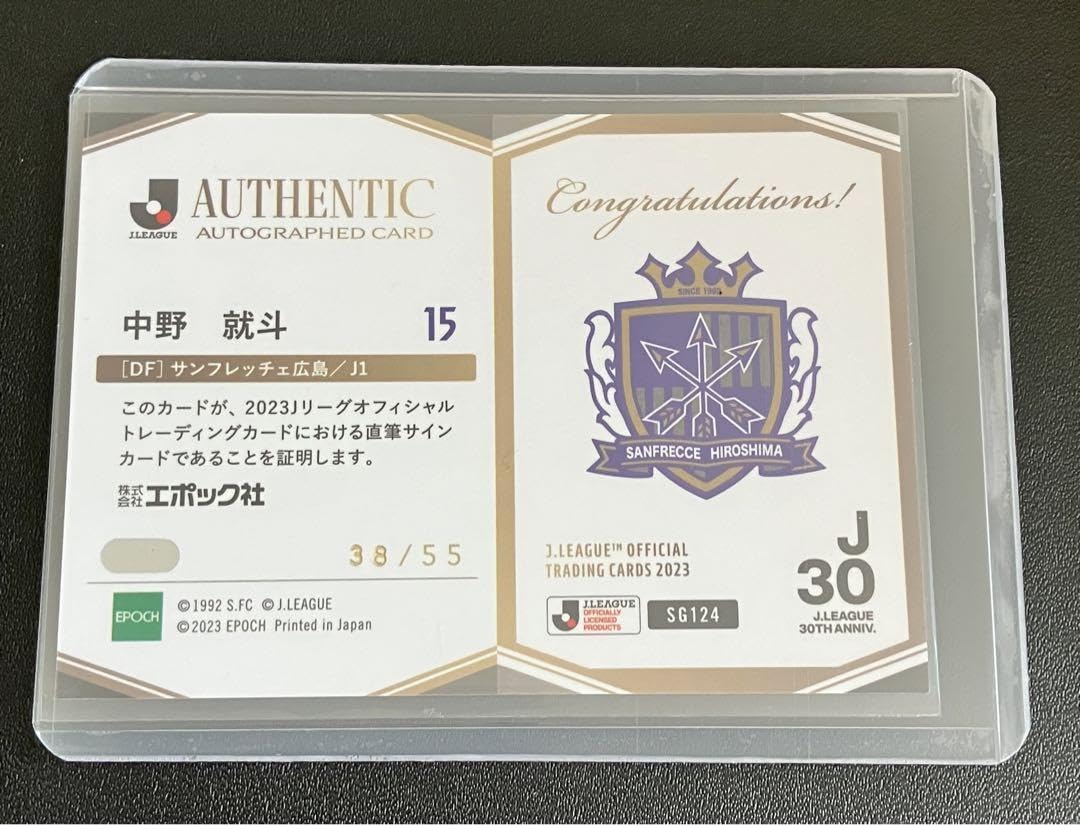 J.LEAGUE
AUTHENTIC
AUTOGRAPHED CARD
中野 就斗 15
[DF] サンフレッチェ広島/J1
このカードが、2023Jリーグオフィシャル
トレーディングカードにおける直筆サイン
カードであることを証明します。
株式会社エポック社
38/55
EPOCH
©1992 S.FC ©J.LEAGUE
©2023 EPOCH Printed in Japan
Congratulations!
SINCE 1992
SANFRECCE HIROSHIMA
J.LEAGUE™ OFFICIAL
TRADING CARDS 2023
J.LEAGUE
OFFICIALLY
LICENSED
PRODUCTS
SG124
J
30
J.LEAGUE
30TH ANNIV.